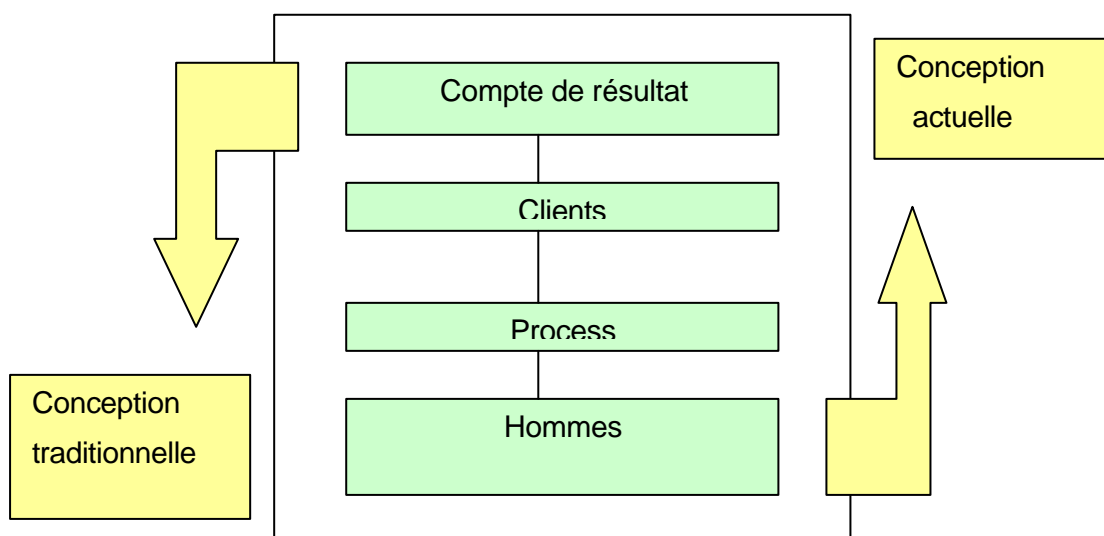 Compte de résultat
Clients
Process
Hommes
Conception
actuelle
Conception
traditionnelle